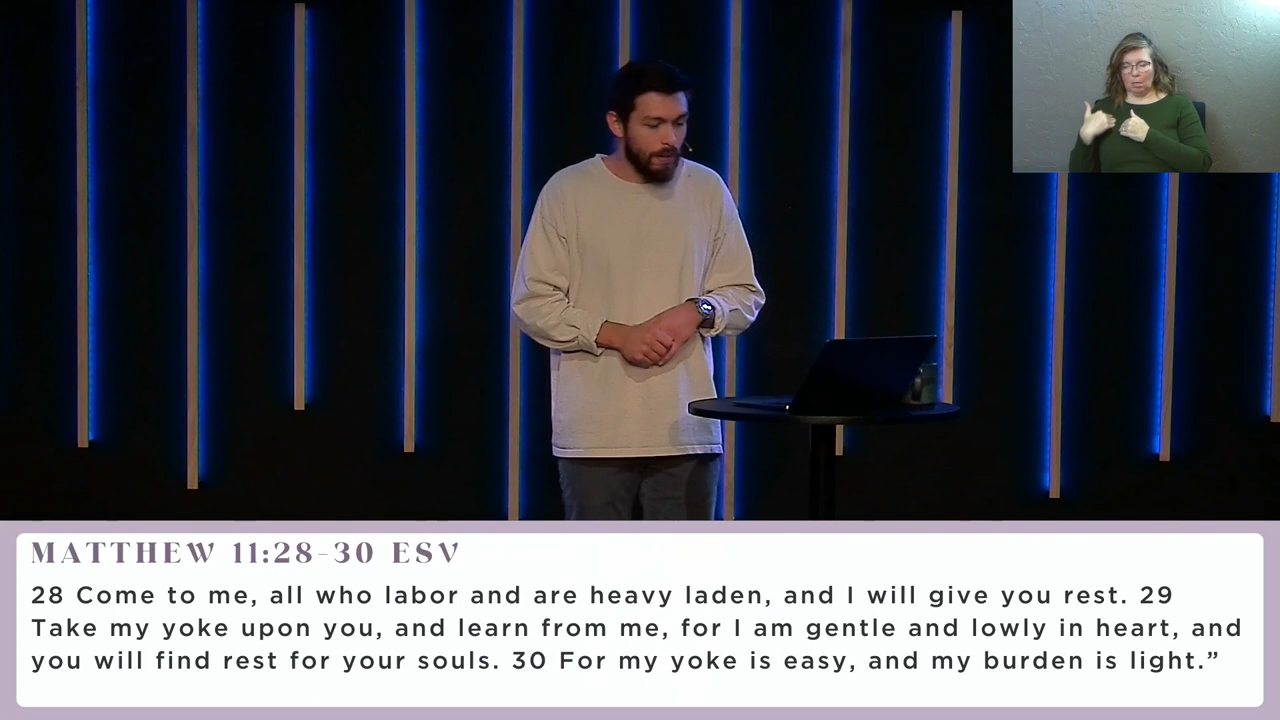 MATTHEW 11:28-30 ESV
28 Come to me, all who labor and are heavy laden, and I will give you rest. 29
Take my yoke upon you, and learn from me, for I am gentle and lowly in heart, and
you will find rest for your souls. 30 For my yoke is easy, and my burden is light.”